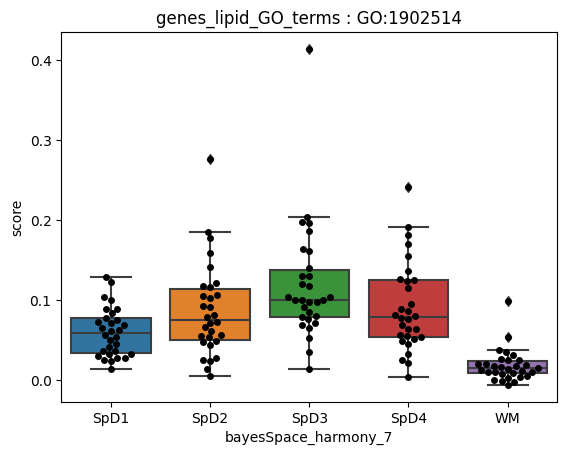 genes_lipid_GO_terms : GO:1902514
score
0.4
0.3
0.2
0.1
0.0
SpD1 SpD2 SpD3 SpD4 WM
bayesSpace_harmony_7